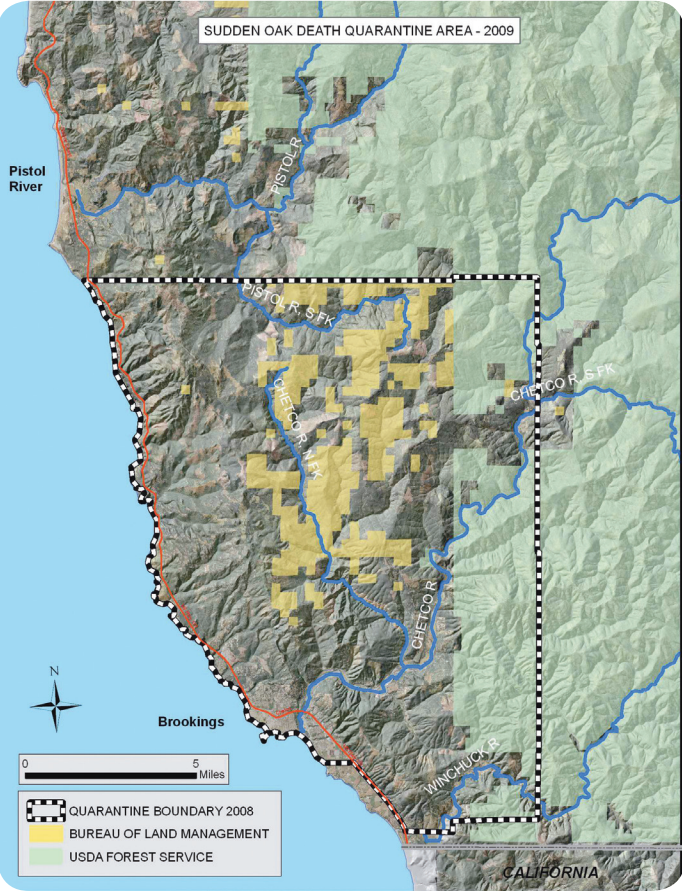 SUDDEN OAK DEATH QUARANTINE AREA - 2009
PISTOL R
Pistol
River
PISTOL R, S FK
CHETCO R, S FK
CHETCO R, N FK
CHETCO R
N
Brookings
WINCHUCK R
0 5
Miles
QUARANTINE BOUNDARY 2008
BUREAU OF LAND MANAGEMENT
USDA FOREST SERVICE
CALIFORNIA